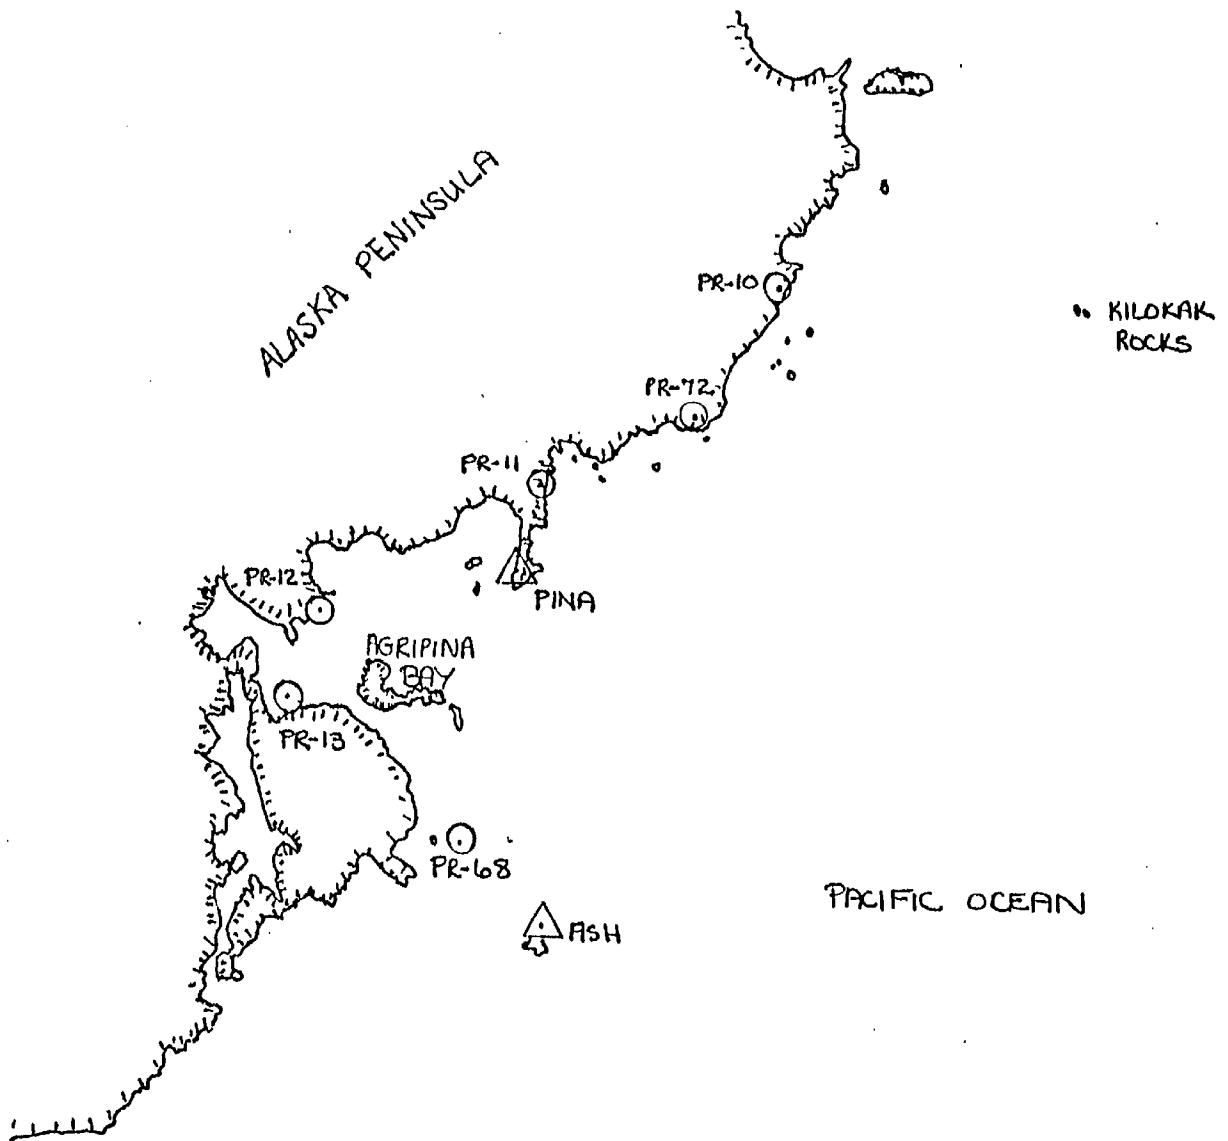 ALASKA PENINSULA
PR-10
KILOKAK
ROCKS
PR-72
PR-11
PR-12
PINA
AGRIPINA
BAY
PR-13
PR-68
PACIFIC OCEAN
ASH